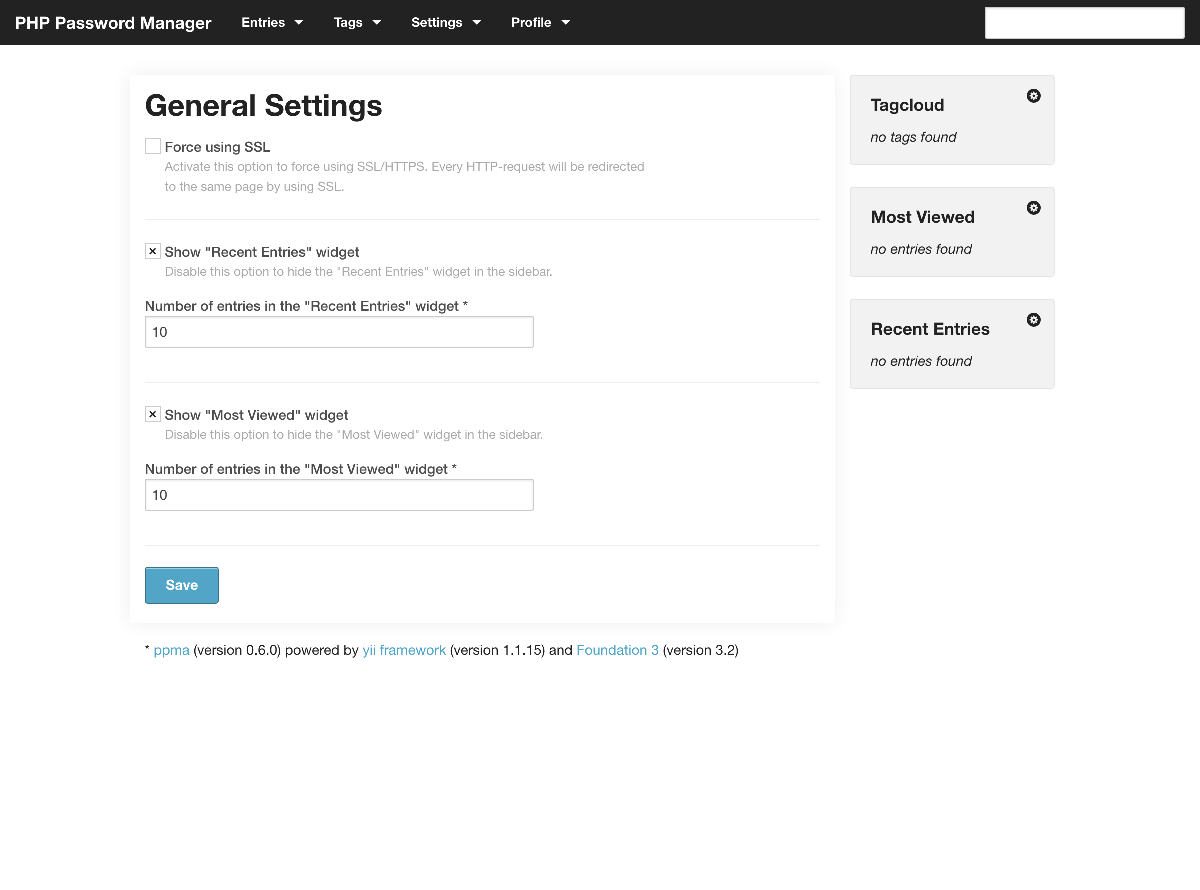 PHP Password Manager Entries Tags Settings Profile
General Settings
Force using SSL
Activate this option to force using SSL/HTTPS. Every HTTP-request will be redirected
to the same page by using SSL.
Show "Recent Entries" widget
Disable this option to hide the "Recent Entries" widget in the sidebar.
Number of entries in the "Recent Entries" widget *
10
Show "Most Viewed" widget
Disable this option to hide the "Most Viewed" widget in the sidebar.
Number of entries in the "Most Viewed" widget *
10
Save
Tagcloud
no tags found
Most Viewed
no entries found
Recent Entries
no entries found
* ppma (version 0.6.0) powered by yii framework (version 1.1.15) and Foundation 3 (version 3.2)